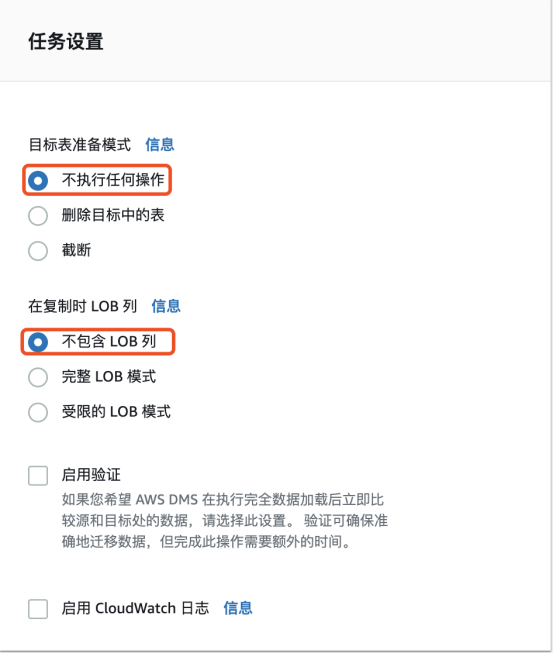 任务设置
目标表准备模式 信息
不执行任何操作
删除目标中的表
截断
在复制时 LOB 列 信息
不包含 LOB 列
完整 LOB 模式
受限的 LOB 模式
启用验证
如果您希望 AWS DMS 在执行完全数据加载后立即比
较源和目标处的数据，请选择此设置。 验证可确保准
确地迁移数据，但完成此操作需要额外的时间。
启用 CloudWatch 日志 信息